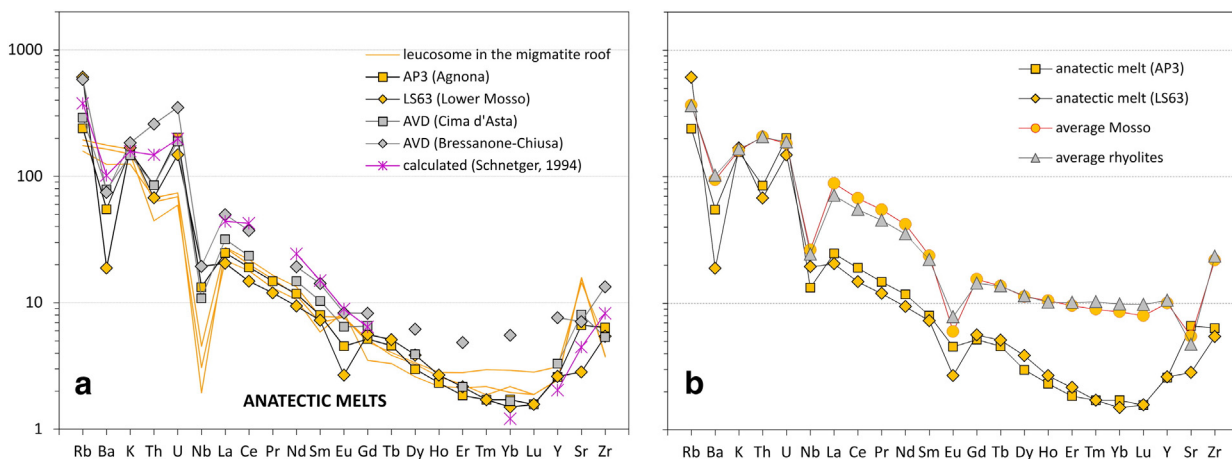 1000
100
10
1
leucosome in the migmatite roof
AP3 (Agnona)
LS63 (Lower Mosso)
AVD (Cima d'Asta)
AVD (Bressanone-Chiusa)
calculated (Schnetger, 1994)
a
ANATECTIC MELTS
Rb Ba K Th U Nb La Ce Pr Nd Sm Eu Gd Tb Dy Ho Er Tm Yb Lu Y Sr Zr
anatectic melt (AP3)
anatectic melt (LS63)
average Mosso
average rhyolites
b
Rb Ba K Th U Nb La Ce Pr Nd Sm Eu Gd Tb Dy Ho Er Tm Yb Lu Y Sr Zr